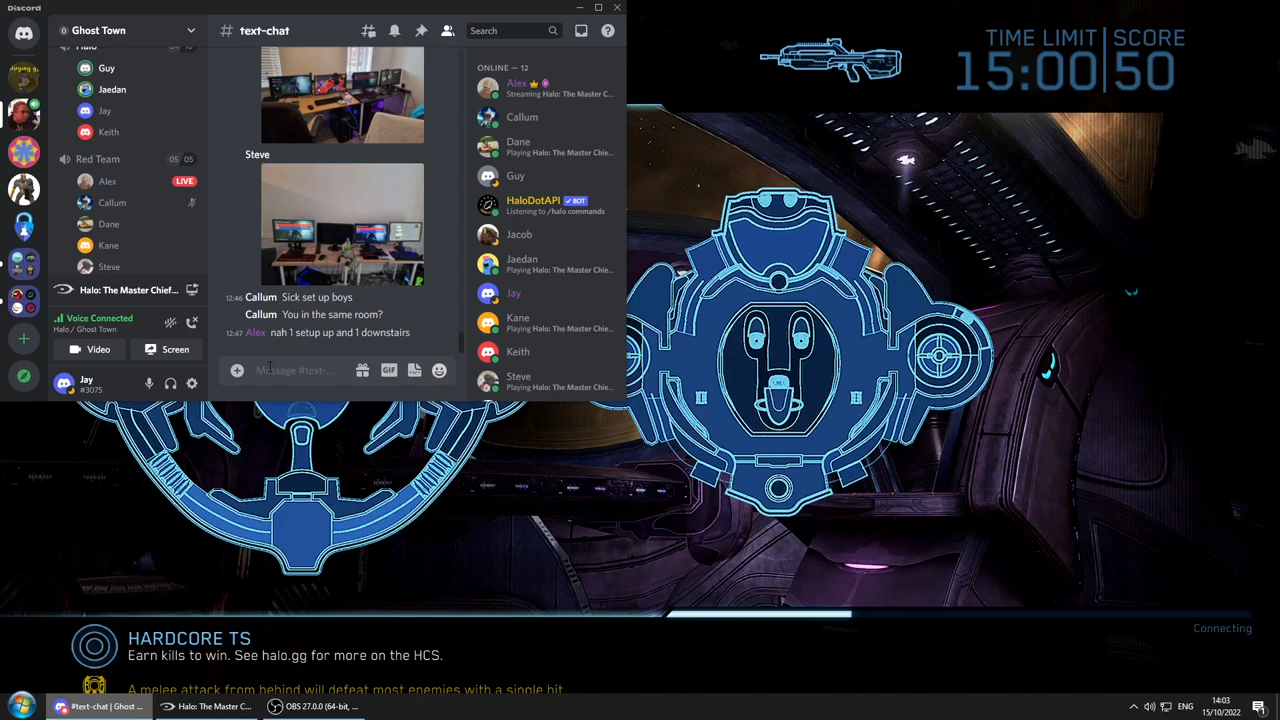 Discord
Ghost Town
Halo
04 10
Guy
Jaedan
Jay
Keith
Red Team
05 05
Alex
LIVE
Callum
Dane
Kane
Steve
Halo: The Master Chief...
Voice Connected
Halo / Ghost Town
Video
Screen
Jay
#3075
text-chat
Search
Steve
12:46 Callum Sick set up boys
Callum You in the same room?
12:47 Alex nah 1 setup up and 1 downstairs
Message #text-...
GIF
ONLINE — 12
Alex
Streaming Halo: The Master C...
Callum
Dane
Playing Halo: The Master Chie...
Guy
HaloDotAPI BOT
Listening to /halo commands
Jacob
Jaedan
Playing Halo: The Master Chie...
Jay
Kane
Playing Halo: The Master Chie...
Keith
Steve
Playing Halo: The Master Chie...
TIME LIMIT SCORE
15:00 50
Connecting
HARDCORE TS
Earn kills to win. See halo.gg for more on the HCS.
A melee attack from behind will defeat most enemies with a single hit.
#text-chat | Ghost ...
Halo: The Master C...
OBS 27.0.0 (64-bit, ...
ENG
14:03
15/10/2022